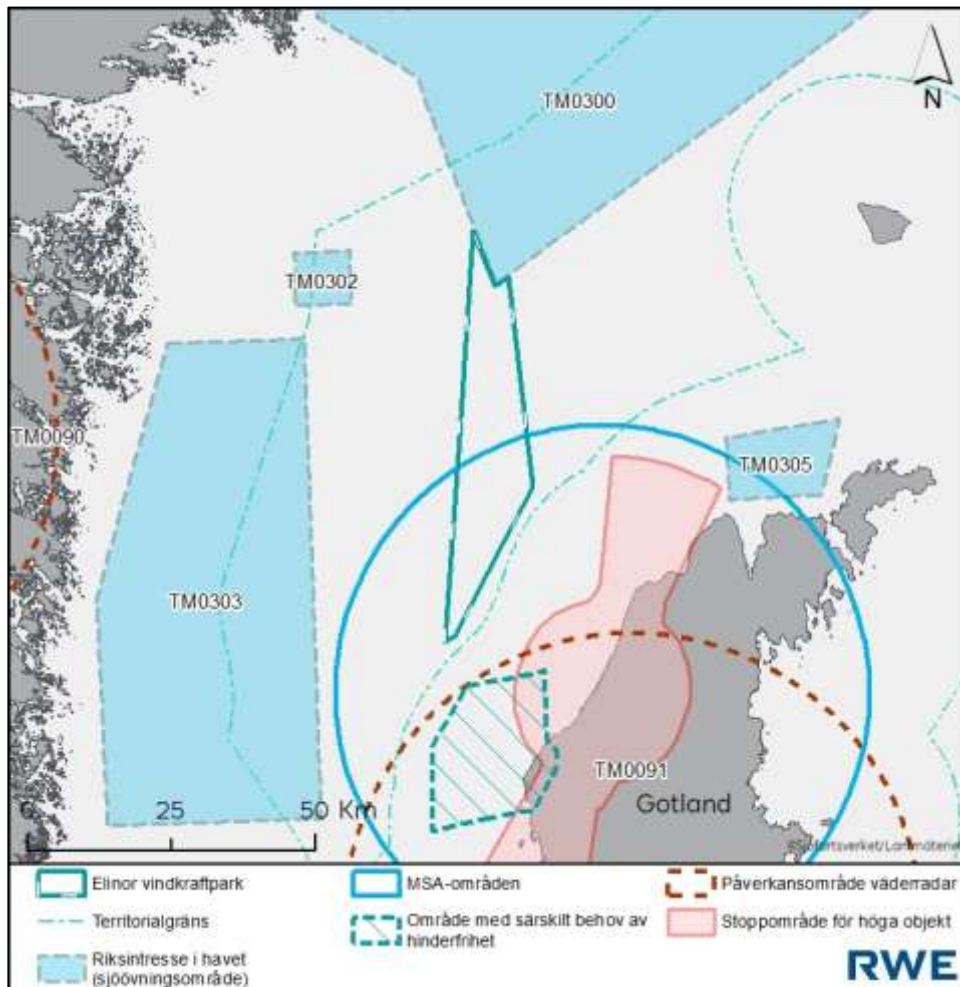 TM0300
N
TM0302
TM0090
TM0305
TM0303
TM0091
0 25 50 Km
Gotland
Elinor vindkraftpark
MSA-områden
Påverkansområde väderradar
Territorialgräns
Område med särskilt behov av
hinderfrihet
Stoppområde för höga objekt
Riksintresse i havet
(sjöövningsområde)
RWE